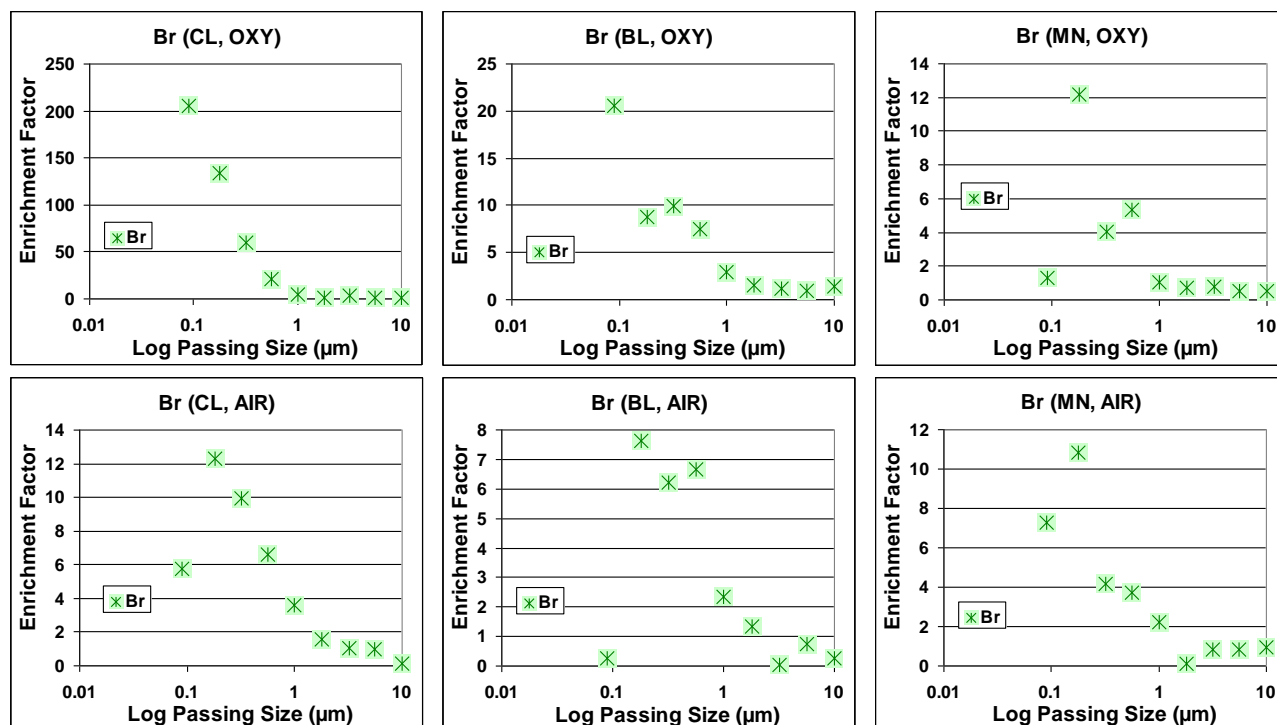 Br (CL, OXY)
Enrichment Factor
250
200
150
100
50
0
Br
0.01 0.1 1 10
Log Passing Size (µm)
Br (BL, OXY)
Enrichment Factor
25
20
15
10
5
0
Br
0.01 0.1 1 10
Log Passing Size (µm)
Br (MN, OXY)
Enrichment Factor
14
12
10
8
6
4
2
0
Br
0.01 0.1 1 10
Log Passing Size (µm)
Br (CL, AIR)
Enrichment Factor
14
12
10
8
6
4
2
0
Br
0.01 0.1 1 10
Log Passing Size (µm)
Br (BL, AIR)
Enrichment Factor
8
7
6
5
4
3
2
1
0
Br
0.01 0.1 1 10
Log Passing Size (µm)
Br (MN, AIR)
Enrichment Factor
12
10
8
6
4
2
0
Br
0.01 0.1 1 10
Log Passing Size (µm)